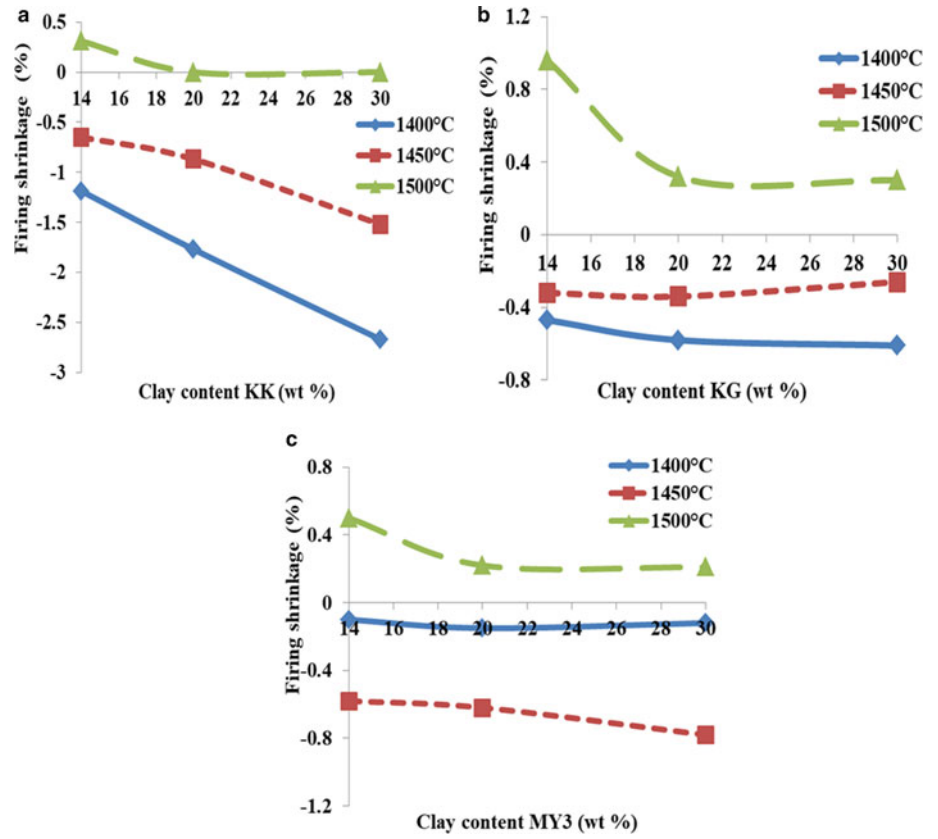 a
0.5
0
-0.5
-1
-1.5
-2
-2.5
-3
14 16 18 20 22 24 26 28 30
Firing shrinkage (%)
1400°C
1450°C
1500°C
Clay content KK (wt %)
b
1.2
0.8
0.4
0
-0.4
-0.8
14 16 18 20 22 24 26 28 30
Firing shrinkage (%)
1400°C
1450°C
1500°C
Clay content KG (wt %)
c
0.8
0.4
0
-0.4
-0.8
-1.2
14 16 18 20 22 24 26 28 30
Firing shrinkage (%)
1400°C
1450°C
1500°C
Clay content MY3 (wt %)